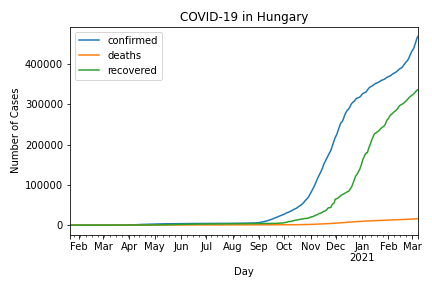 COVID-19 in Hungary
confirmed
deaths
recovered
Number of Cases
400000
300000
200000
100000
0
Feb Mar Apr May Jun Jul Aug Sep Oct Nov Dec Jan Feb Mar
2021
Day